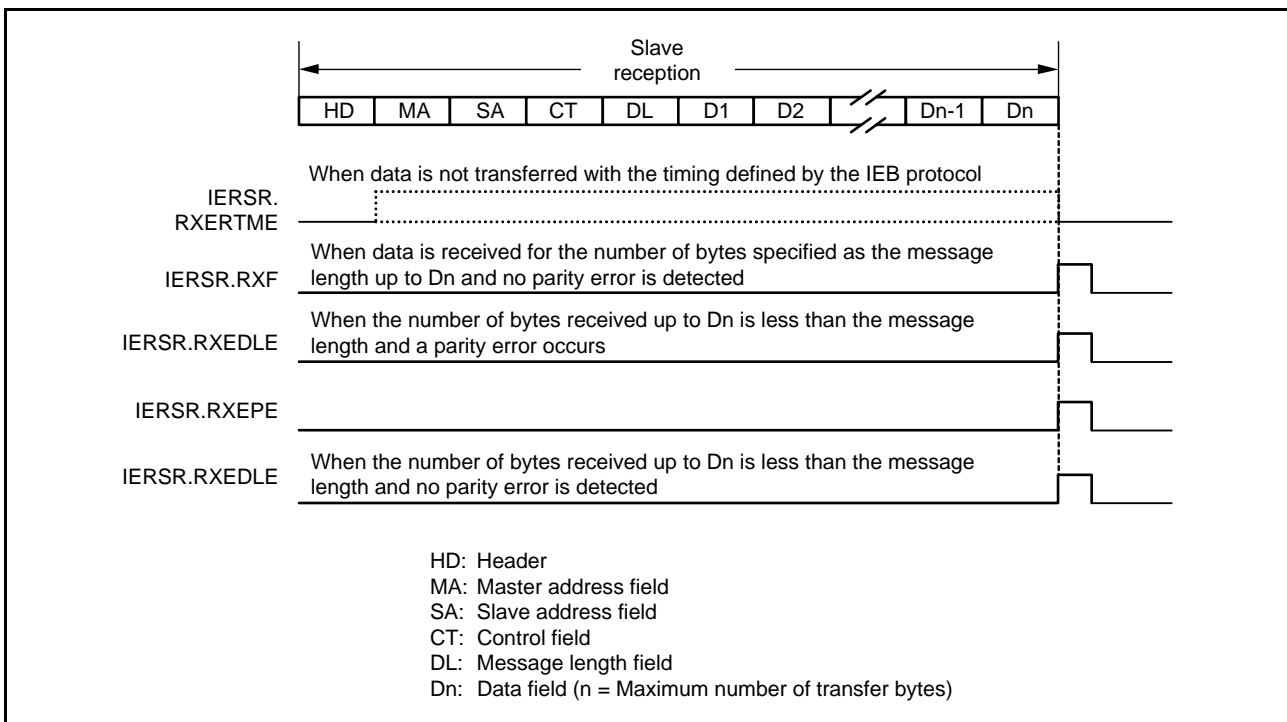 Slave
reception
HD MA SA CT DL D1 D2 Dn-1 Dn
When data is not transferred with the timing defined by the IEB protocol
IERSR.
RXERTME
When data is received for the number of bytes specified as the message
length up to Dn and no parity error is detected
IERSR.RXF
When the number of bytes received up to Dn is less than the message
length and a parity error occurs
IERSR.RXEDLE
IERSR.RXEPE
When the number of bytes received up to Dn is less than the message
length and no parity error is detected
IERSR.RXEDLE
HD: Header
MA: Master address field
SA: Slave address field
CT: Control field
DL: Message length field
Dn: Data field (n = Maximum number of transfer bytes)